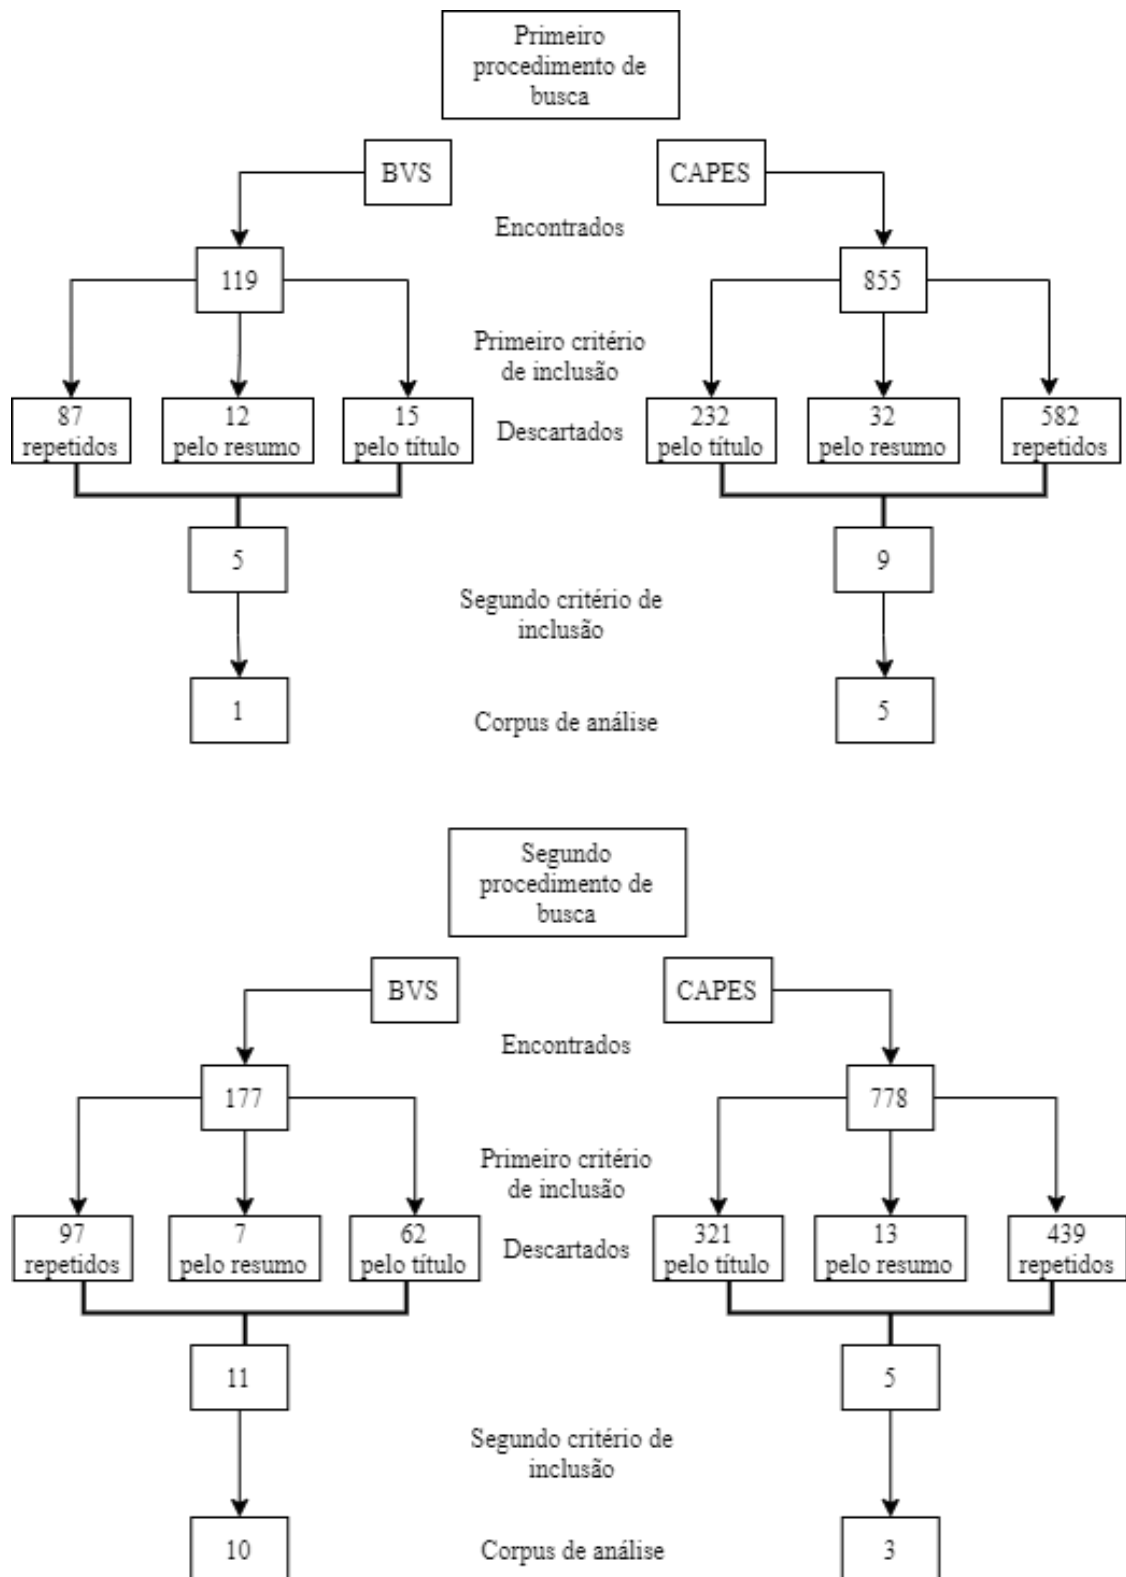 Primeiro
procedimento de
busca
BVS
CAPES
Encontrados
119
855
Primeiro critério
de inclusão
87
repetidos
12
pelo resumo
15
pelo título
Descartados
232
pelo título
32
pelo resumo
582
repetidos
5
9
Segundo critério de
inclusão
1
Corpus de análise
5
Segundo
procedimento de
busca
BVS
CAPES
Encontrados
177
778
Primeiro critério
de inclusão
97
repetidos
7
pelo resumo
62
pelo título
Descartados
321
pelo título
13
pelo resumo
439
repetidos
11
5
Segundo critério de
inclusão
10
Corpus de análise
3